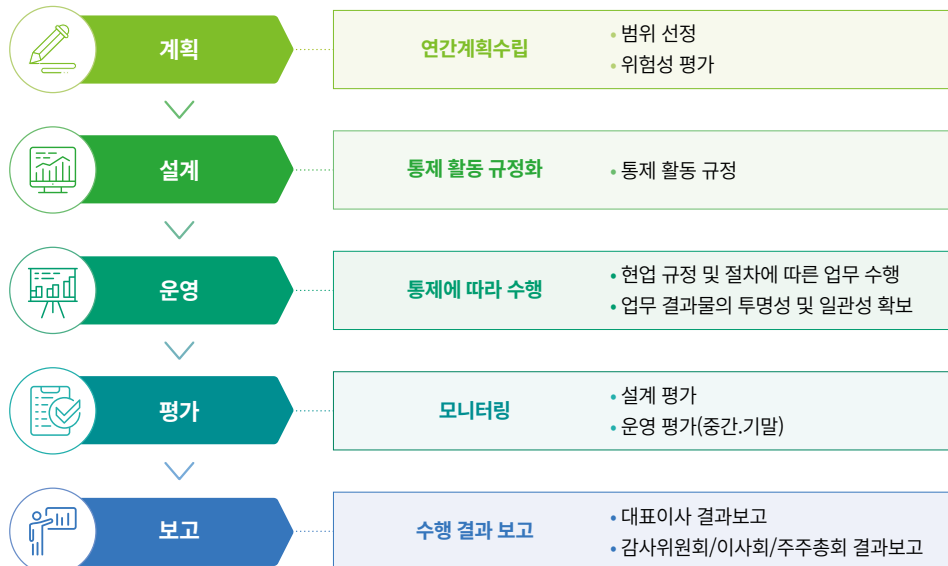 계획
연간계획수립
• 범위 선정
• 위험성 평가
설계
통제 활동 규정화
• 통제 활동 규정
운영
통제에 따라 수행
• 현업 규정 및 절차에 따른 업무 수행
• 업무 결과물의 투명성 및 일관성 확보
평가
모니터링
• 설계 평가
• 운영 평가(중간.기말)
보고
수행 결과 보고
• 대표이사 결과보고
• 감사위원회/이사회/주주총회 결과보고